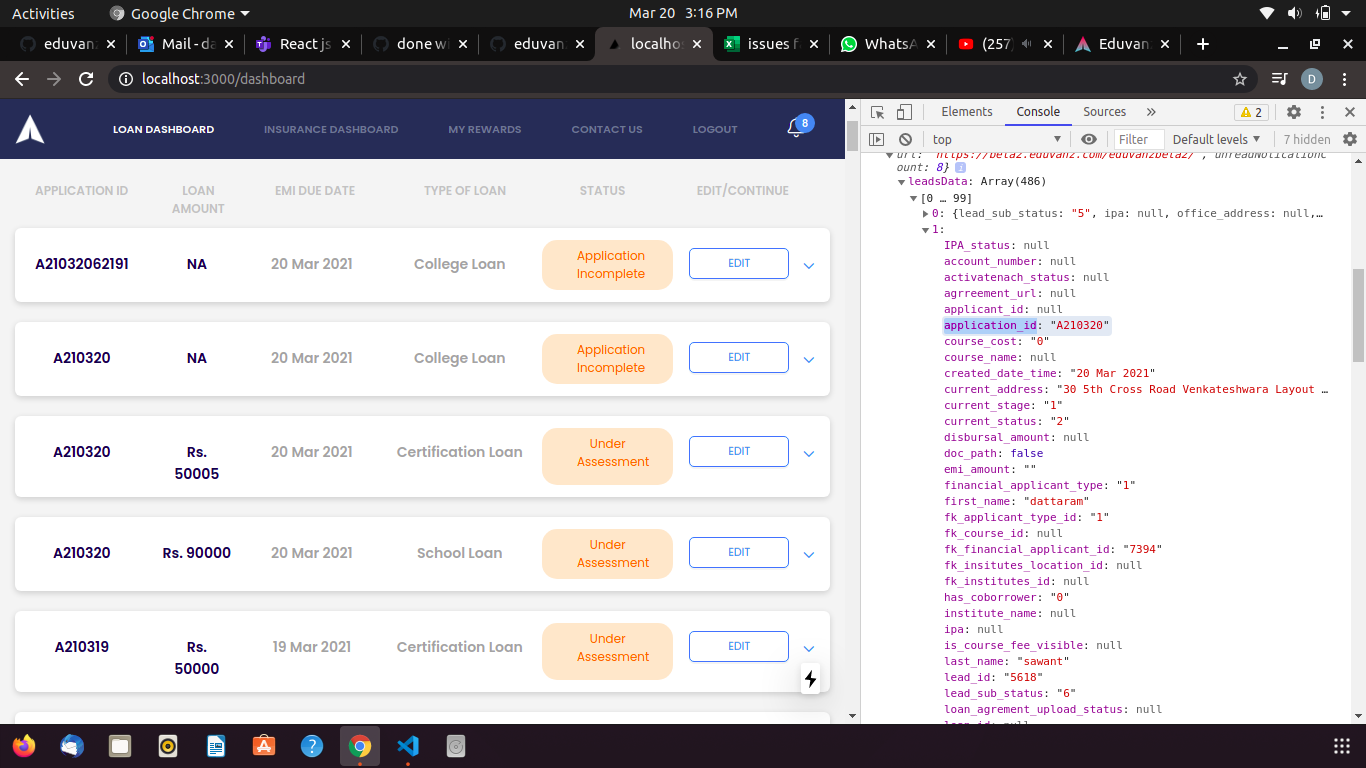 Activities Google Chrome Mar 20 3:16 PM
eduvan Mail - da React js done wi eduvan localho issues f WhatsA (257) Eduvan
localhost:3000/dashboard D
LOAN DASHBOARD INSURANCE DASHBOARD MY REWARDS CONTACT US LOGOUT 8
APPLICATION ID LOAN AMOUNT EMI DUE DATE TYPE OF LOAN STATUS EDIT/CONTINUE
A21032062191 NA 20 Mar 2021 College Loan Application Incomplete EDIT
A210320 NA 20 Mar 2021 College Loan Application Incomplete EDIT
A210320 Rs. 50005 20 Mar 2021 Certification Loan Under Assessment EDIT
A210320 Rs. 90000 20 Mar 2021 School Loan Under Assessment EDIT
A210319 Rs. 50000 19 Mar 2021 Certification Loan Under Assessment EDIT
Elements Console Sources » 2
top Filter Default levels 7 hidden
url: "https://beta2.eduvanz.com/eduvanzbeta2/", unreadNotificationC
ount: 8}
leadsData: Array(486)
[0 … 99]
0: {lead_sub_status: "5", ipa: null, office_address: null,…
1:
IPA_status: null
account_number: null
activatenach_status: null
agrreement_url: null
applicant_id: null
application_id: "A210320"
course_cost: "0"
course_name: null
created_date_time: "20 Mar 2021"
current_address: "30 5th Cross Road Venkateshwara Layout …
current_stage: "1"
current_status: "2"
disbursal_amount: null
doc_path: false
emi_amount: ""
financial_applicant_type: "1"
first_name: "dattaram"
fk_applicant_type_id: "1"
fk_course_id: null
fk_financial_applicant_id: "7394"
fk_insitutes_location_id: null
fk_institutes_id: null
has_coborrower: "0"
institute_name: null
ipa: null
is_course_fee_visible: null
last_name: "sawant"
lead_id: "5618"
lead_sub_status: "6"
loan_agrement_upload_status: null